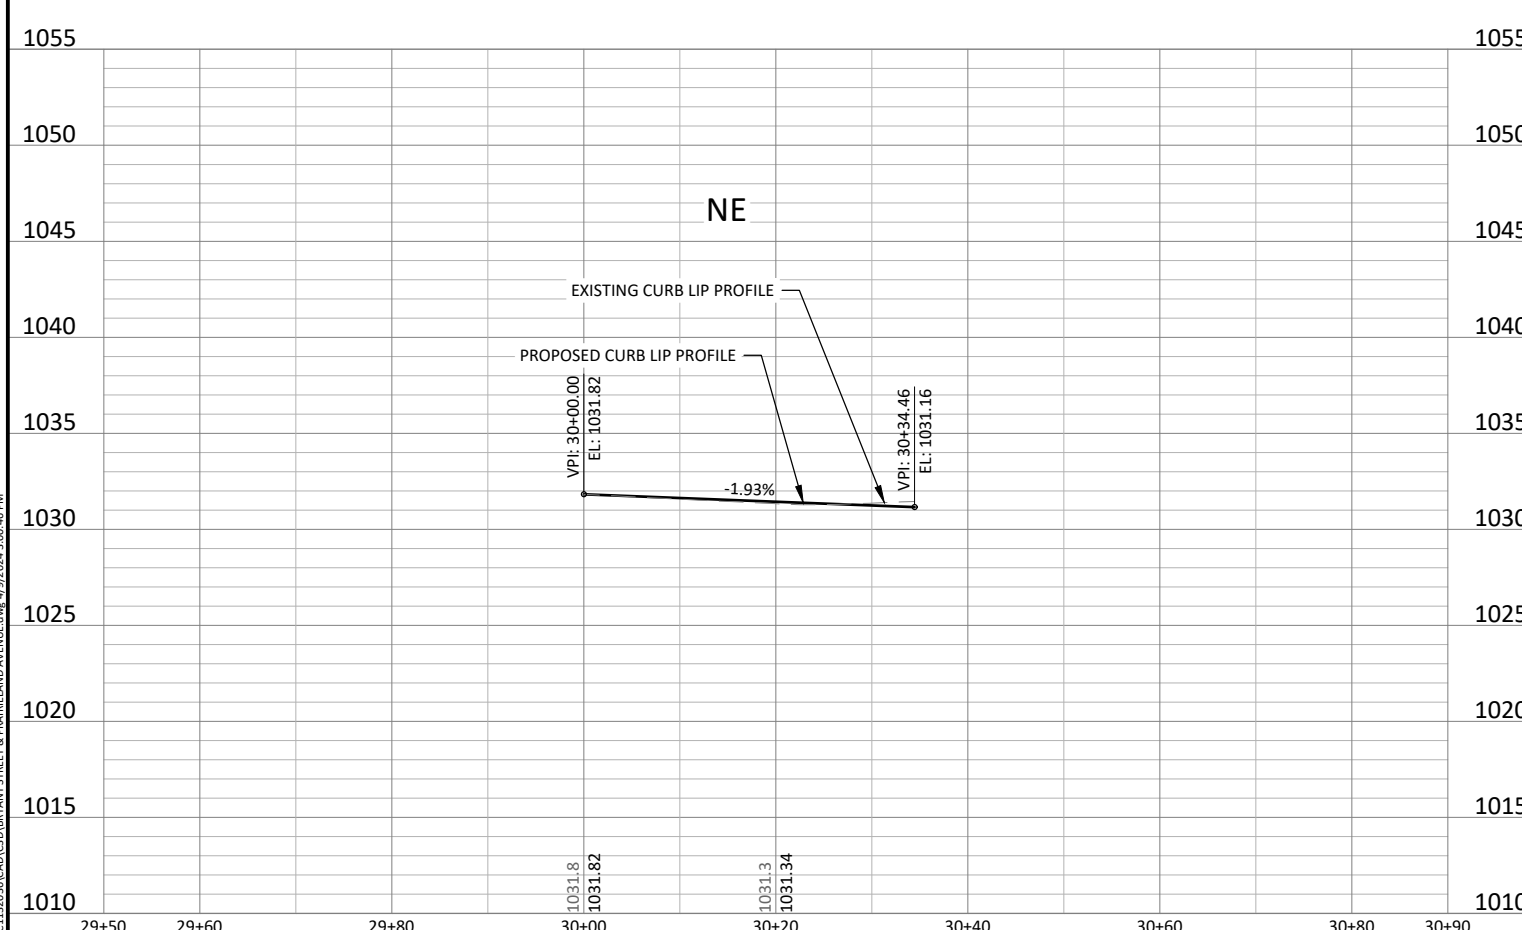 1055 1055
1050 1050
NE
1045 1045
EXISTING CURB LIP PROFILE
1040 1040
PROPOSED CURB LIP PROFILE
VPI: 30+00.00
EL: 1031.82
VPI: 30+34.46
EL: 1031.16
1035 1035
-1.93%
1030 1030
1025 1025
1020 1020
1015 1015
1031.8
1031.82
1031.3
1031.34
1010 1010
29+50 29+60 29+80 30+00 30+20 30+40 30+60 30+80 30+90